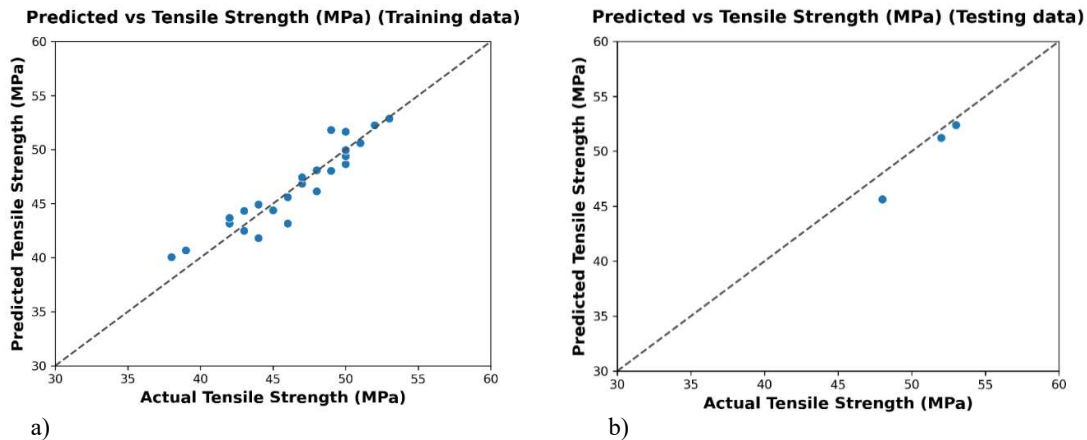 Predicted vs Tensile Strength (MPa) (Training data)
Predicted Tensile Strength (MPa)
60
55
50
45
40
35
30
30 35 40 45 50 55 60
Actual Tensile Strength (MPa)
a)
Predicted vs Tensile Strength (MPa) (Testing data)
Predicted Tensile Strength (MPa)
60
55
50
45
40
35
30
30 35 40 45 50 55 60
Actual Tensile Strength (MPa)
b)